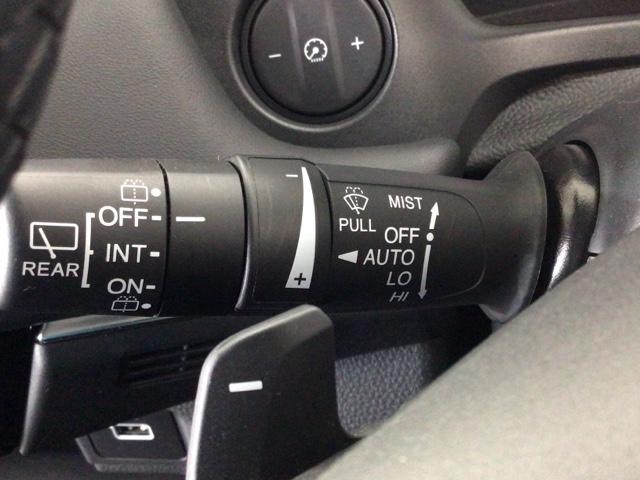 − +
REAR
OFF
INT
ON
−
+
PULL
MIST
OFF
AUTO
LO
HI
−